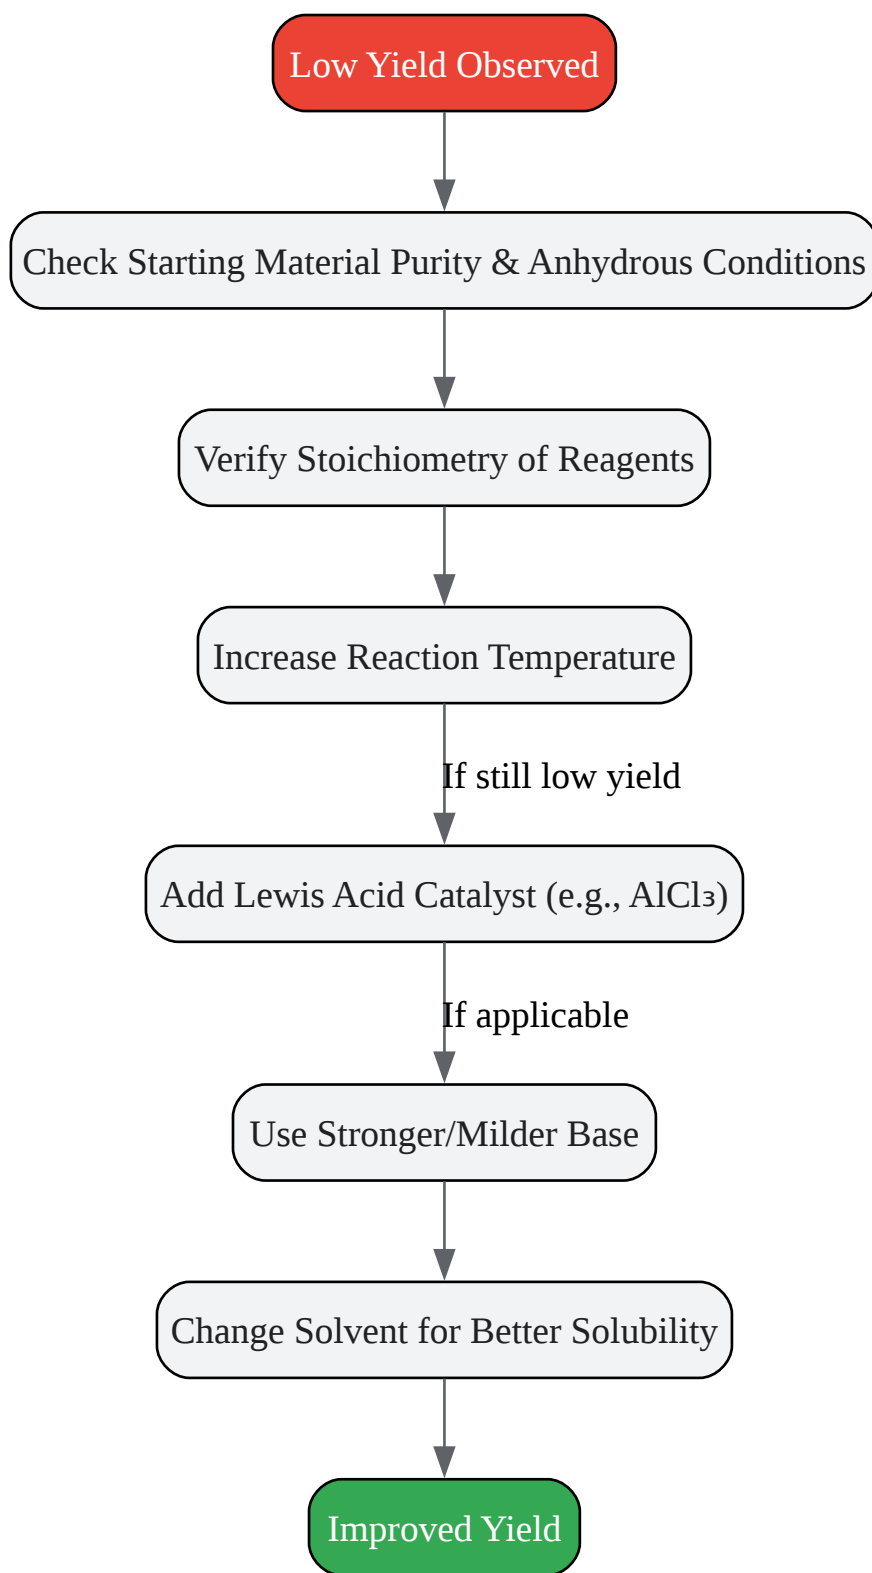 Low Yield Observed
Check Starting Material Purity & Anhydrous Conditions
Verify Stoichiometry of Reagents
Increase Reaction Temperature
If still low yield
Add Lewis Acid Catalyst (e.g., AlCl₃)
If applicable
Use Stronger/Milder Base
Change Solvent for Better Solubility
Improved Yield